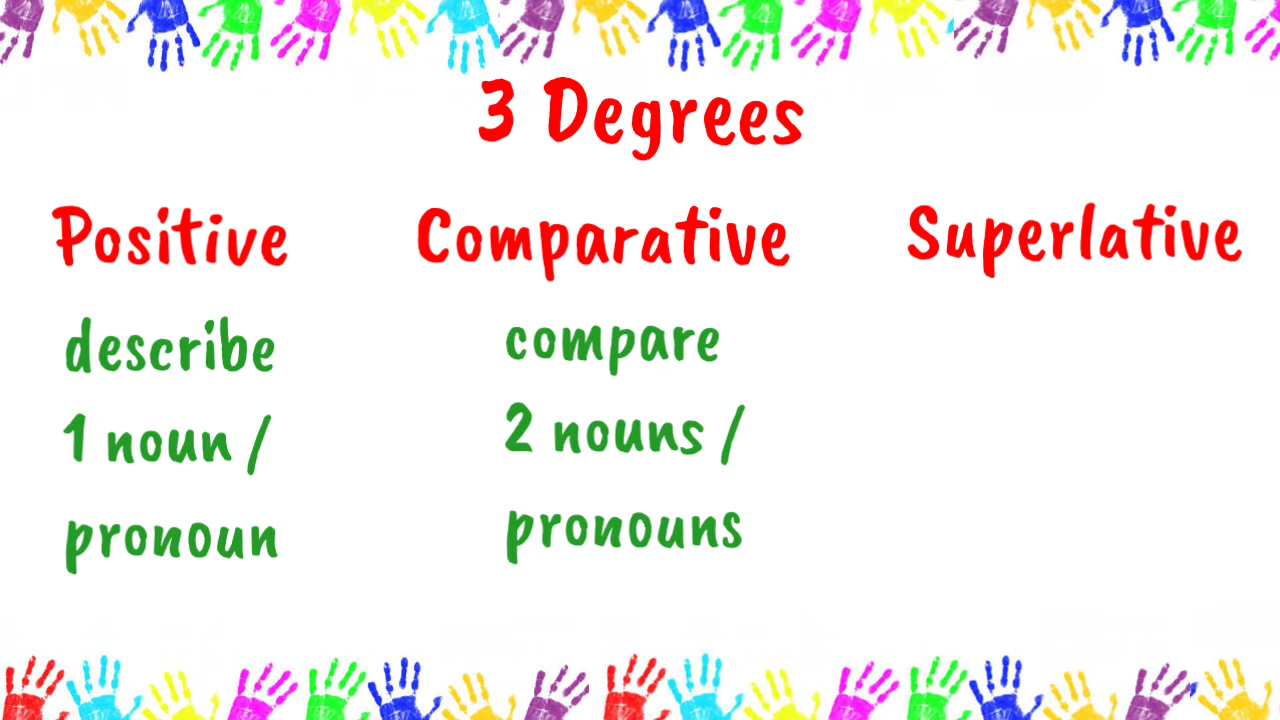 3 Degrees
Positive
describe
1 noun /
pronoun
Comparative
compare
2 nouns /
pronouns
Superlative